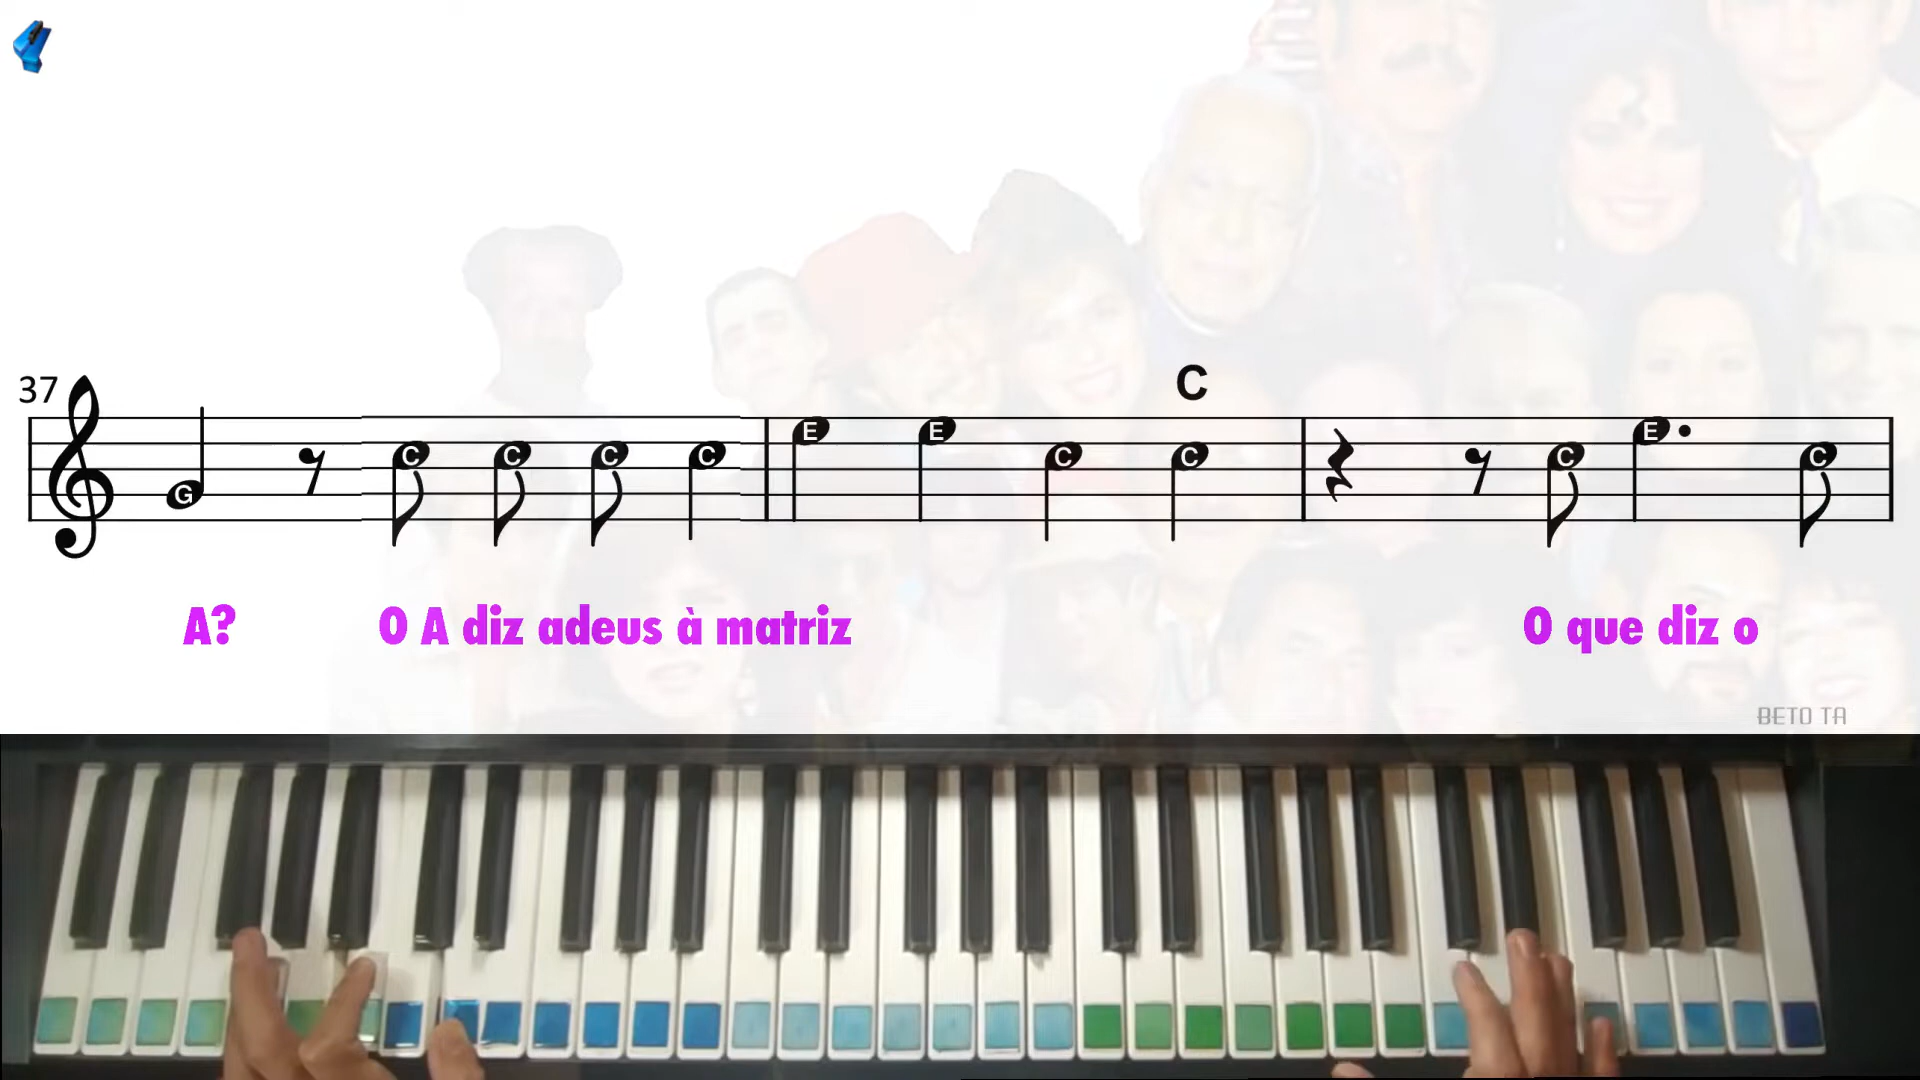 C
37
G C C C C E E C C C E C
A? O A diz adeus à matriz O que diz o
BETO TA